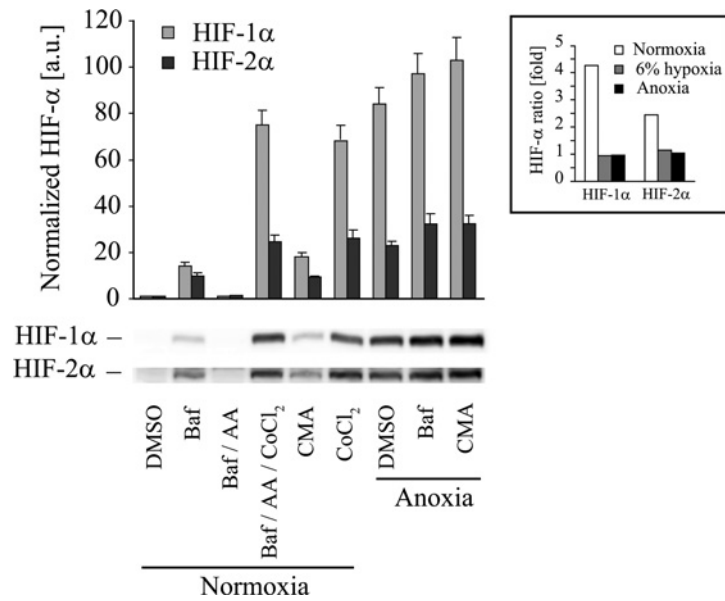 Normalized HIF-α [a.u.]
120
100
80
60
40
20
0
HIF-1α
HIF-2α
HIF-1α –
HIF-2α –
DMSO
Baf
Baf / AA
Baf / AA / CoCl₂
CMA
CoCl₂
DMSO
Baf
CMA
Anoxia
Normoxia
HIF-α ratio [fold]
5
4
3
2
1
0
Normoxia
6% hypoxia
Anoxia
HIF-1α HIF-2α